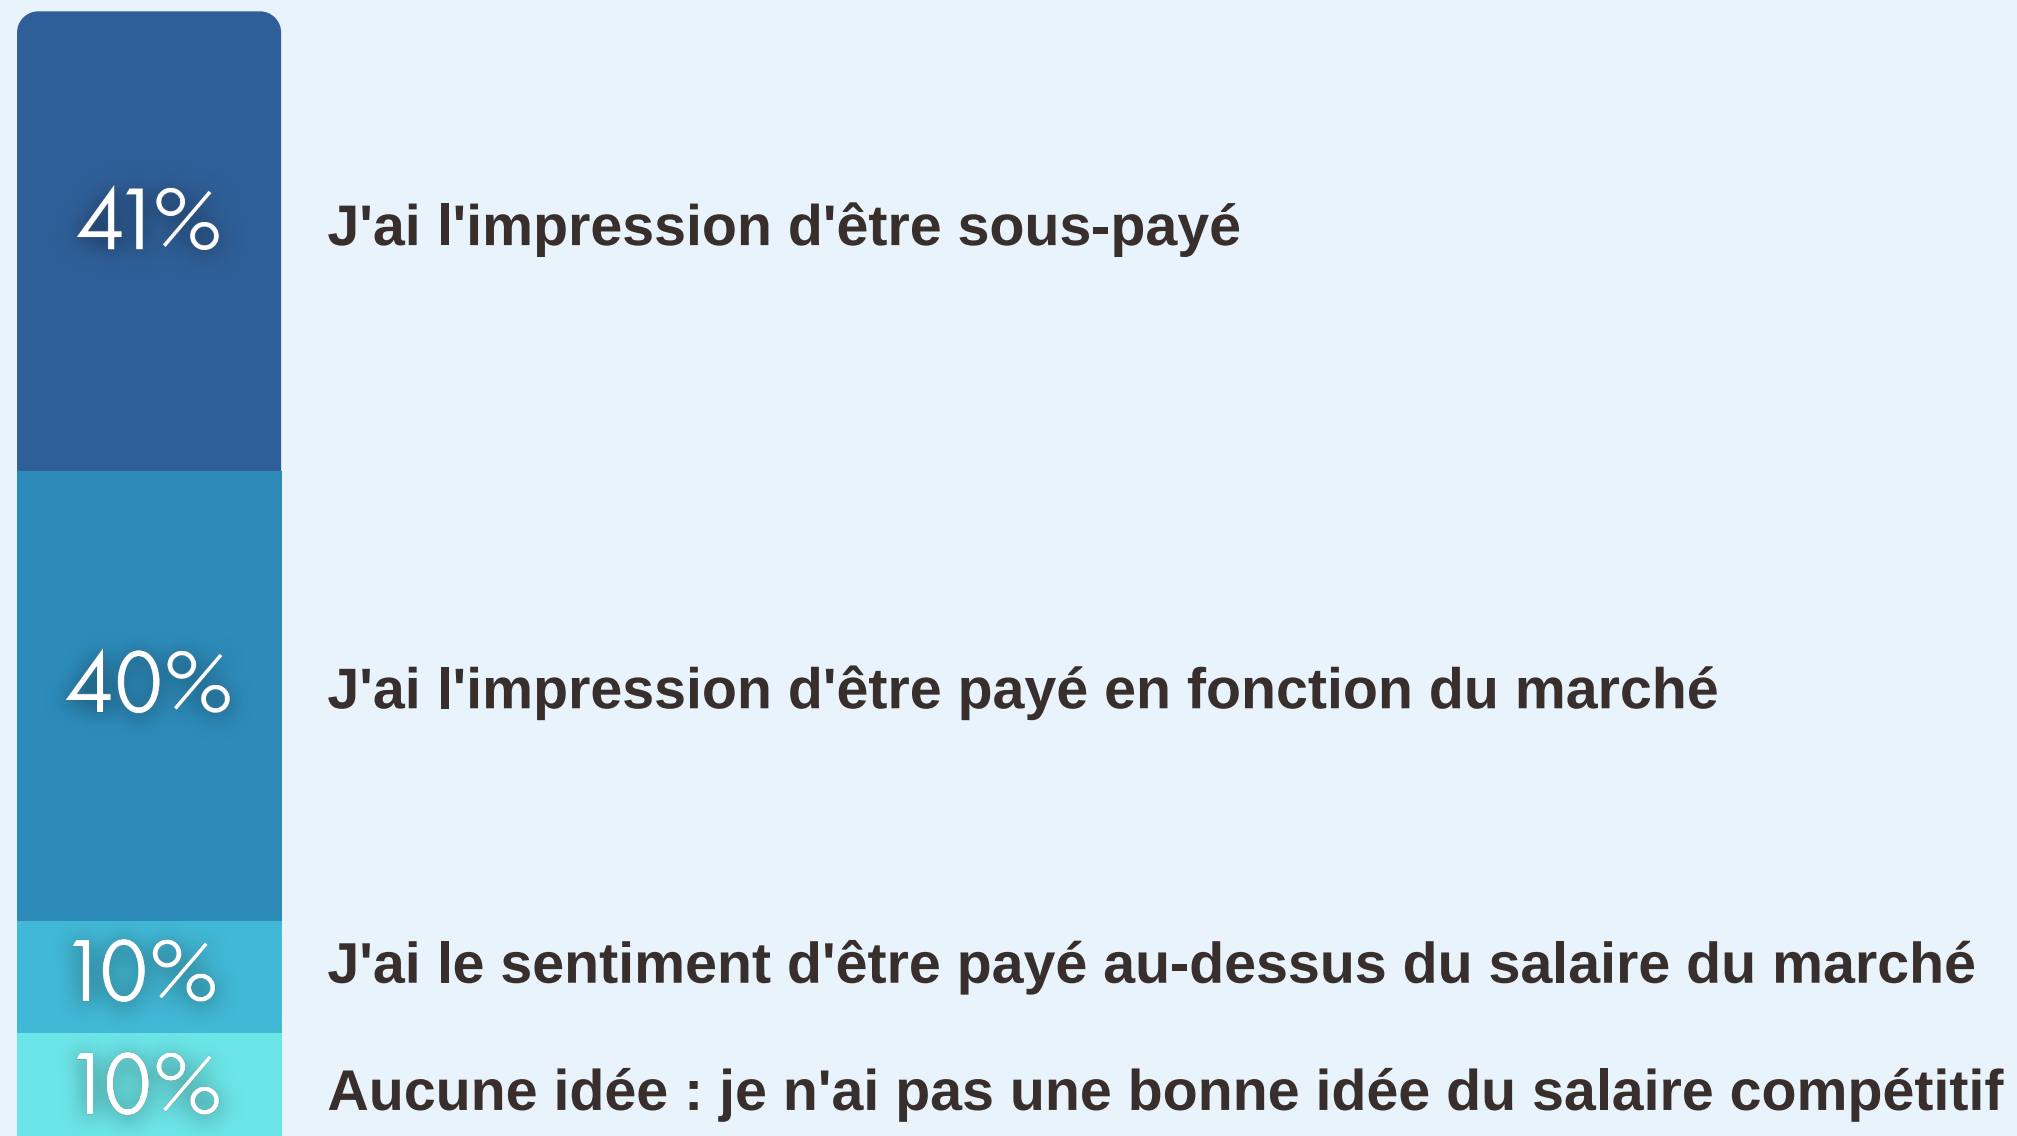 41%
J'ai l'impression d'être sous-payé
40%
J'ai l'impression d'être payé en fonction du marché
10%
J'ai le sentiment d'être payé au-dessus du salaire du marché
10%
Aucune idée : je n'ai pas une bonne idée du salaire compétitif